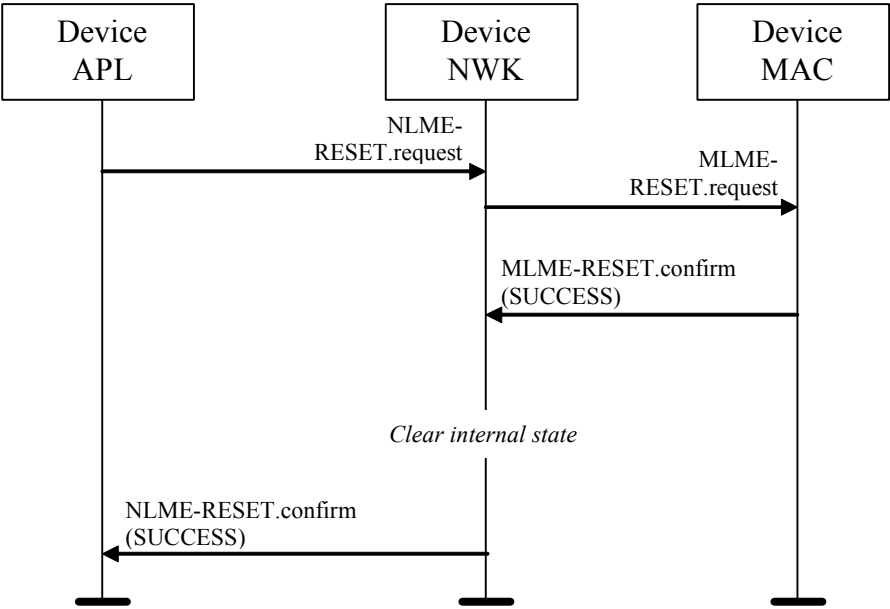 Device
APL
Device
NWK
Device
MAC
NLME-
RESET.request
MLME-
RESET.request
MLME-RESET.confirm
(SUCCESS)
Clear internal state
NLME-RESET.confirm
(SUCCESS)